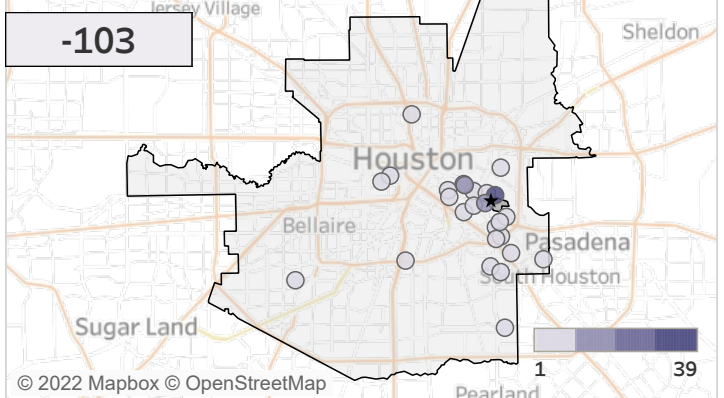 Jersey Village
-103
Sheldon
Houston
Bellaire
Pasadena
South Houston
Sugar Land
1
39
© 2022 Mapbox © OpenStreetMap
Pearland